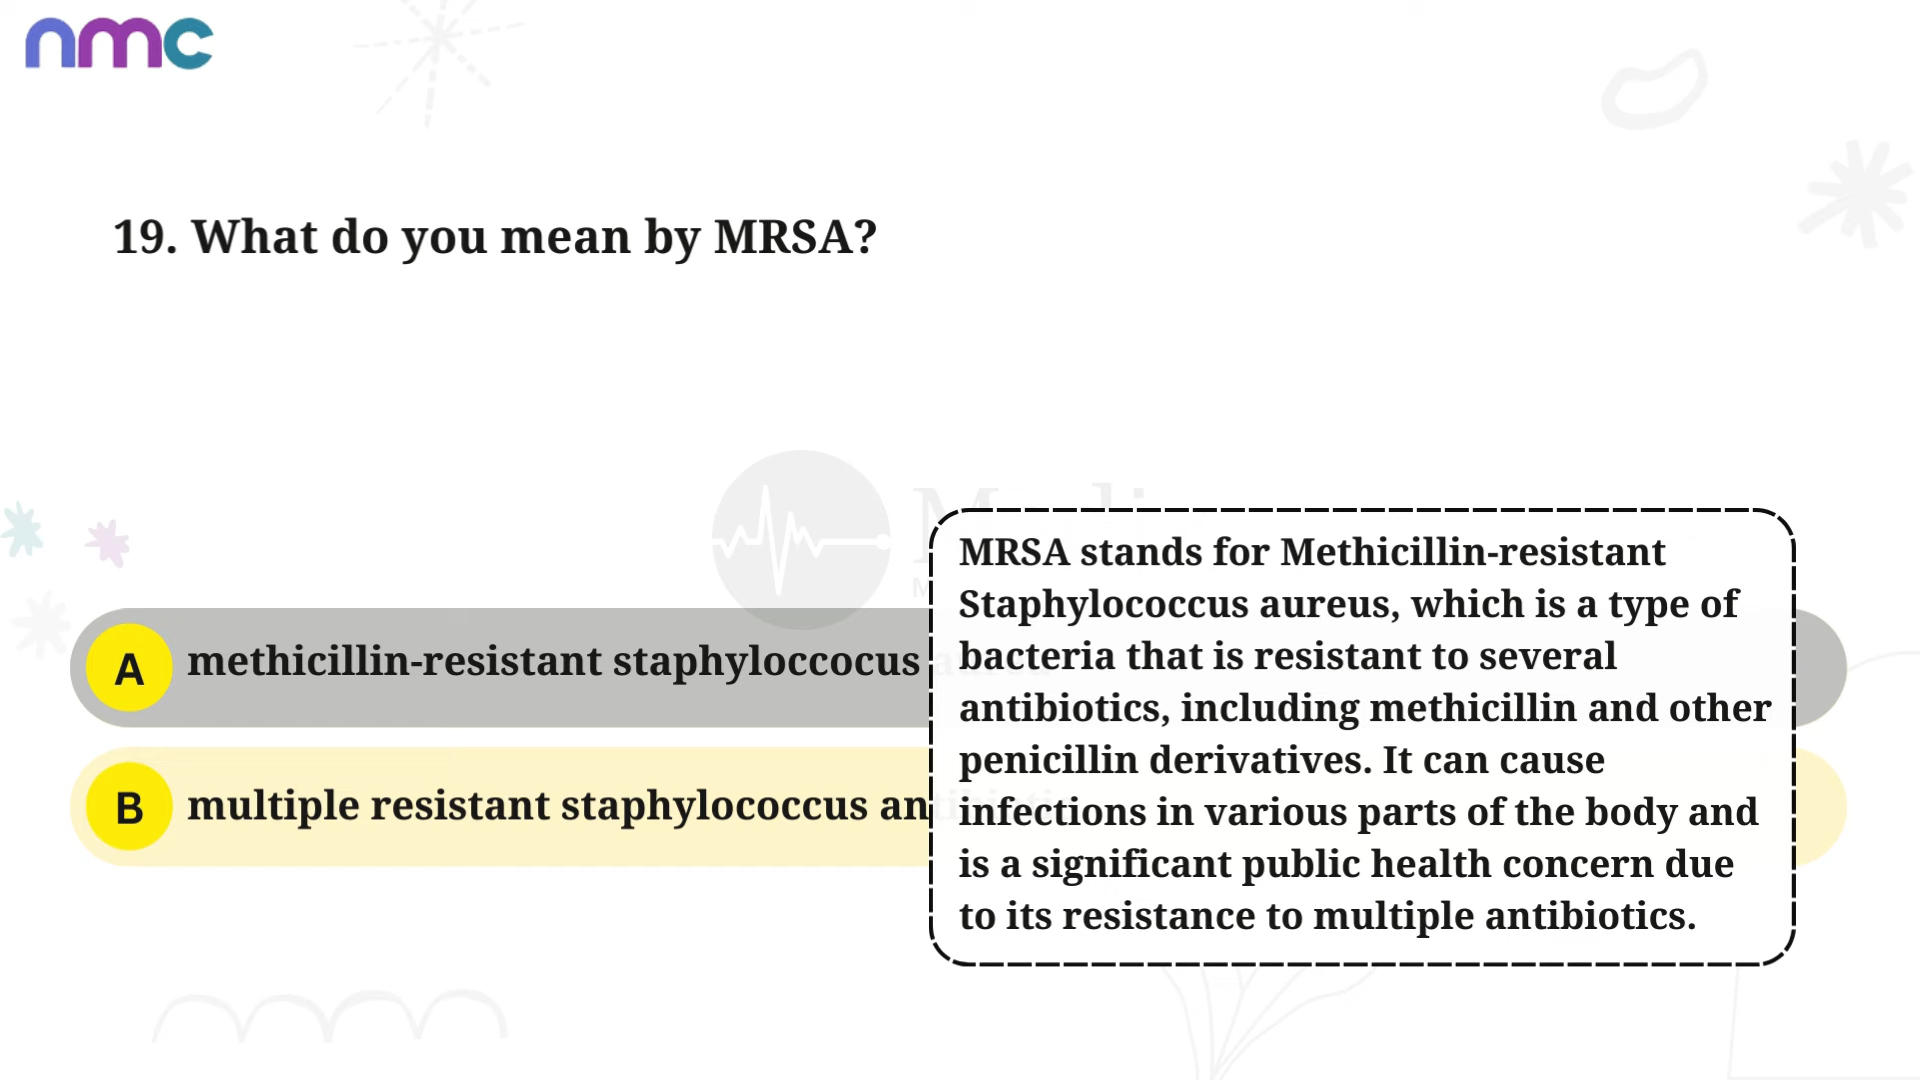 nmc
19. What do you mean by MRSA?
A methicillin-resistant staphyloccocus
B multiple resistant staphylococcus an
MRSA stands for Methicillin-resistant
Staphylococcus aureus, which is a type of
bacteria that is resistant to several
antibiotics, including methicillin and other
penicillin derivatives. It can cause
infections in various parts of the body and
is a significant public health concern due
to its resistance to multiple antibiotics.